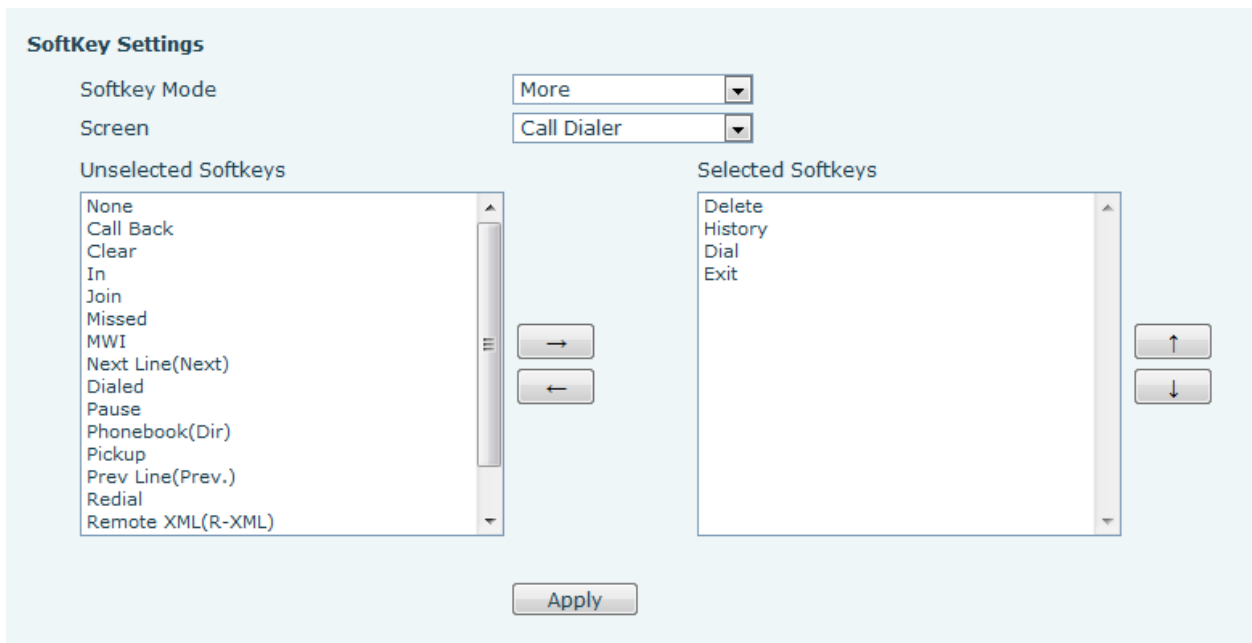 SoftKey Settings
Softkey Mode
More
Screen
Call Dialer
Unselected Softkeys
None
Call Back
Clear
In
Join
Missed
MWI
Next Line(Next)
Dialed
Pause
Phonebook(Dir)
Pickup
Prev Line(Prev.)
Redial
Remote XML(R-XML)
→
←
Selected Softkeys
Delete
History
Dial
Exit
↑
↓
Apply